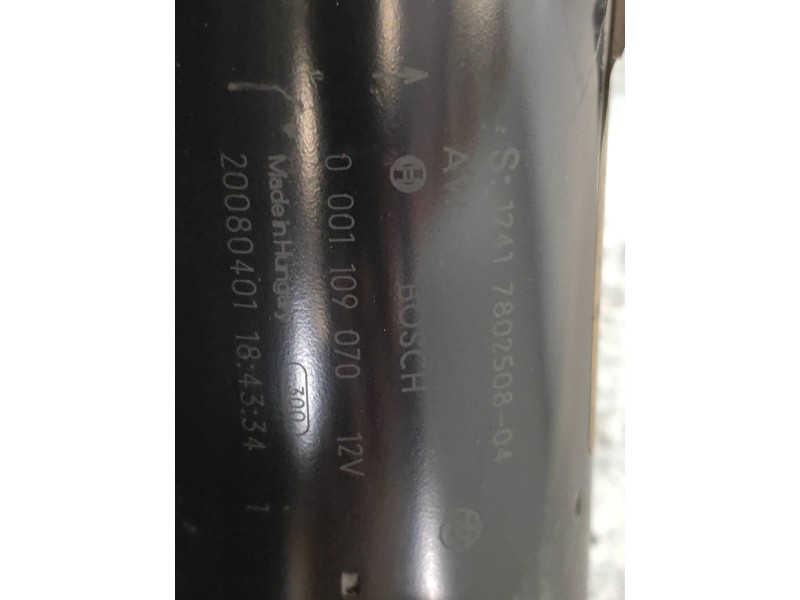 S: 1241 7802508-04
AV
BOSCH
0 001 109 070 12V
Made in Hungary 300
20080401 18:43:34 1